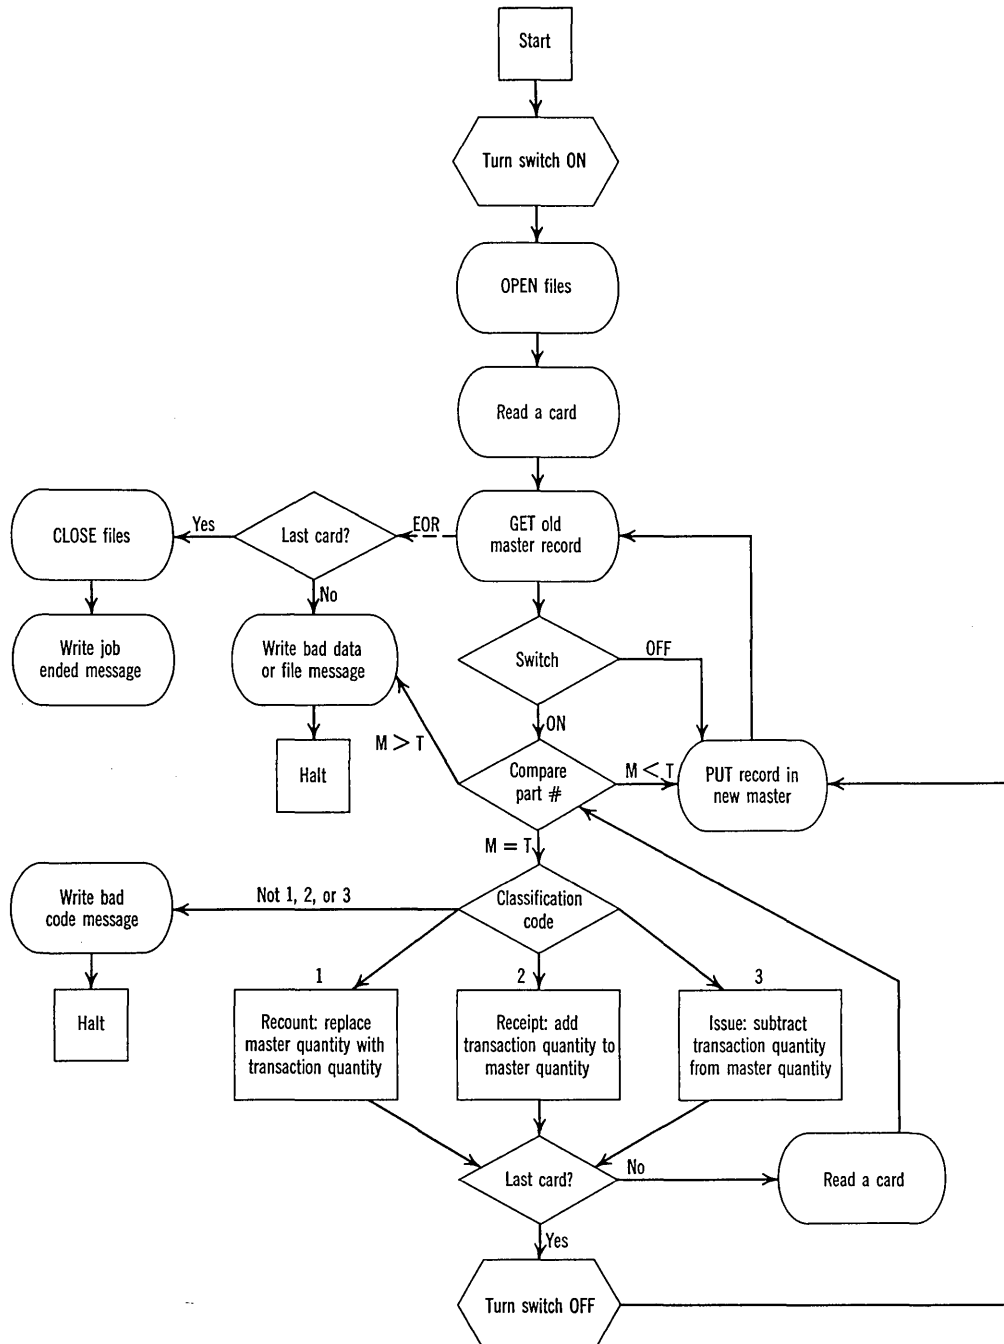 Start
Turn switch ON
OPEN files
Read a card
GET old
master record
EOR
Last card?
Yes
CLOSE files
No
Write job
ended message
Write bad data
or file message
Halt
Switch
OFF
ON
Compare
part #
M > T
M < T
PUT record in
new master
M = T
Classification
code
Not 1, 2, or 3
Write bad
code message
Halt
1
Recount: replace
master quantity with
transaction quantity
2
Receipt: add
transaction quantity to
master quantity
3
Issue: subtract
transaction quantity
from master quantity
Last card?
No
Read a card
Yes
Turn switch OFF